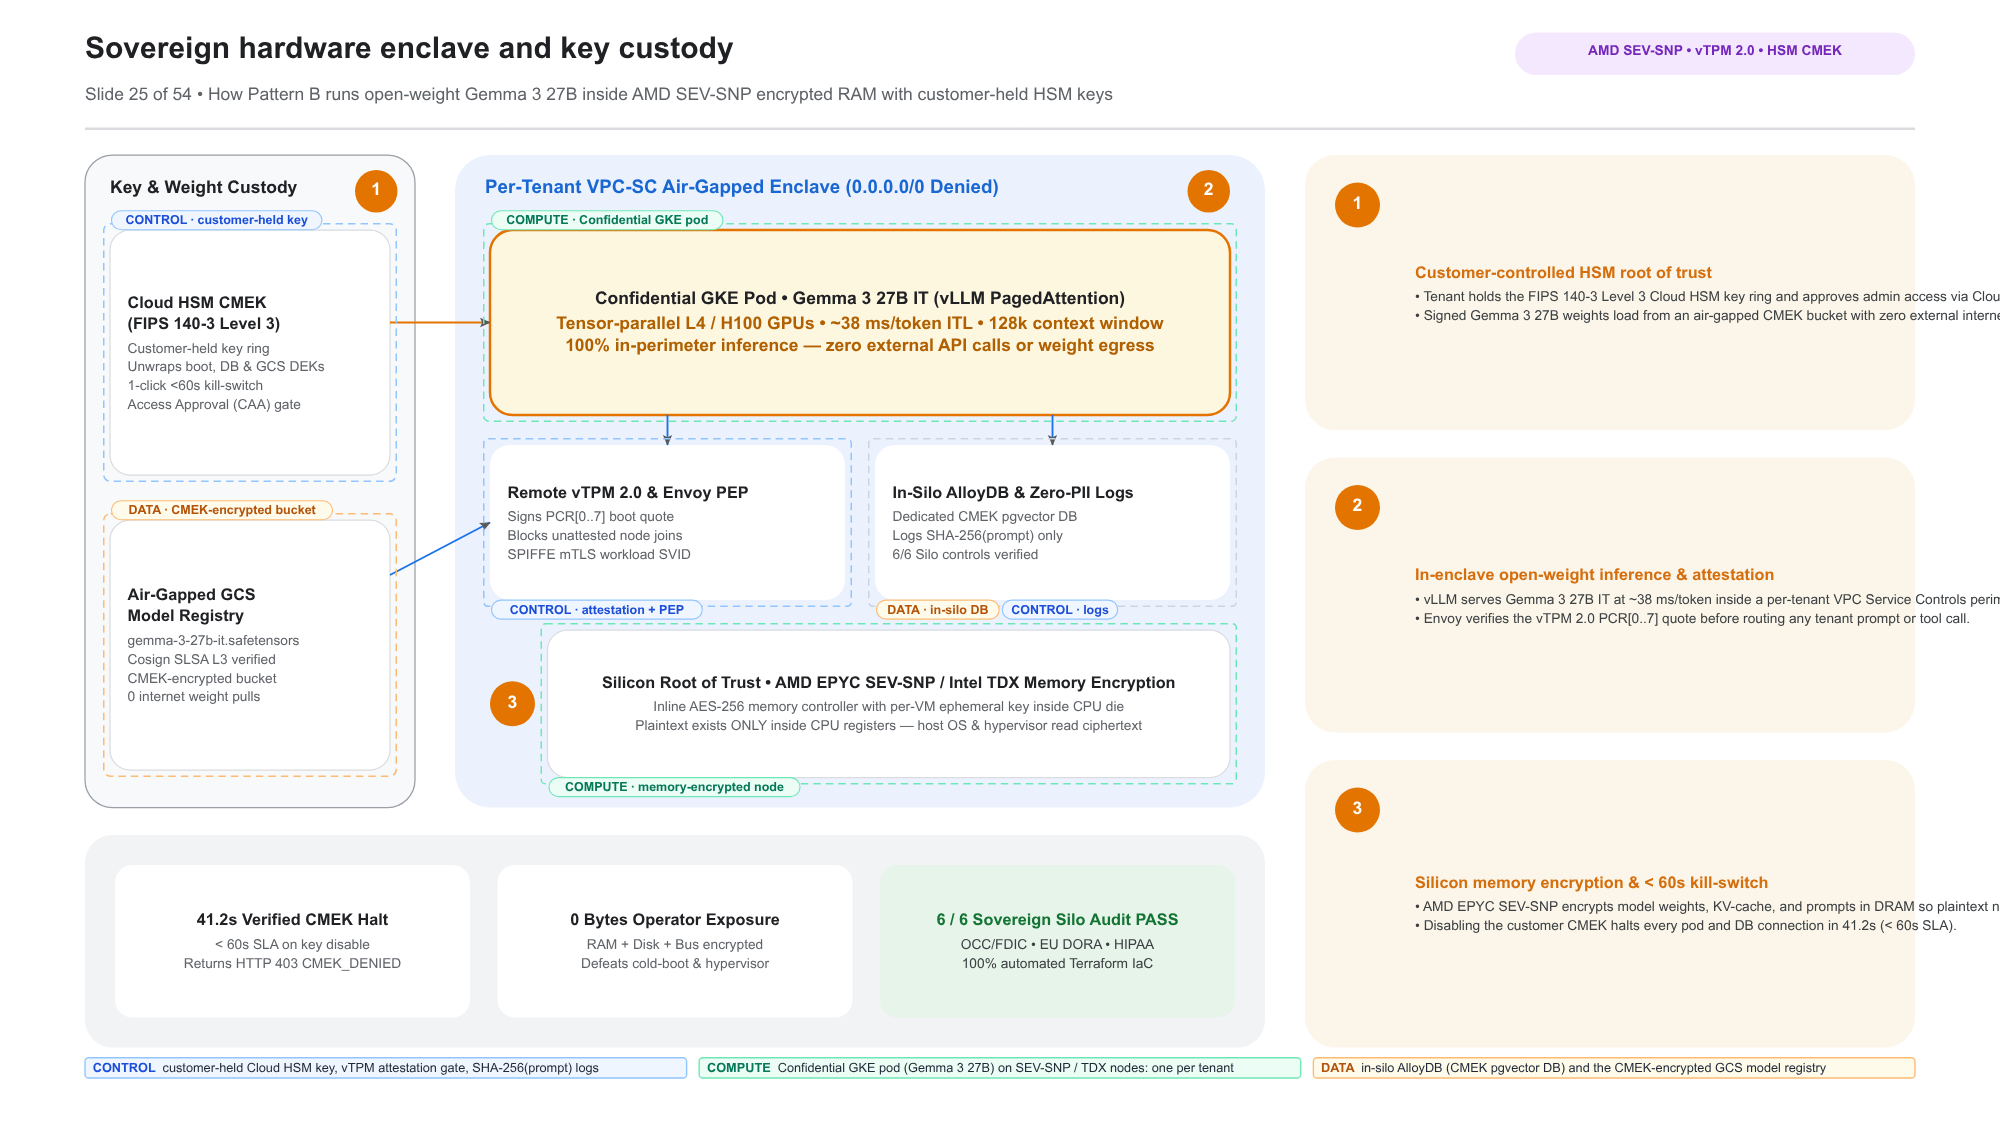 Sovereign hardware enclave and key custody
AMD SEV-SNP • vTPM 2.0 • HSM CMEK
Slide 25 of 54 • How Pattern B runs open-weight Gemma 3 27B inside AMD SEV-SNP encrypted RAM with customer-held HSM keys
Key & Weight Custody
1
CONTROL · customer-held key
Cloud HSM CMEK
(FIPS 140-3 Level 3)
Customer-held key ring
Unwraps boot, DB & GCS DEKs
1-click <60s kill-switch
Access Approval (CAA) gate
DATA · CMEK-encrypted bucket
Air-Gapped GCS
Model Registry
gemma-3-27b-it.safetensors
Cosign SLSA L3 verified
CMEK-encrypted bucket
0 internet weight pulls
Per-Tenant VPC-SC Air-Gapped Enclave (0.0.0.0/0 Denied)
2
COMPUTE · Confidential GKE pod
Confidential GKE Pod • Gemma 3 27B IT (vLLM PagedAttention)
Tensor-parallel L4 / H100 GPUs • ~38 ms/token ITL • 128k context window
100% in-perimeter inference — zero external API calls or weight egress
Remote vTPM 2.0 & Envoy PEP
Signs PCR[0..7] boot quote
Blocks unattested node joins
SPIFFE mTLS workload SVID
CONTROL · attestation + PEP
In-Silo AlloyDB & Zero-PII Logs
Dedicated CMEK pgvector DB
Logs SHA-256(prompt) only
6/6 Silo controls verified
DATA · in-silo DB
CONTROL · logs
3
Silicon Root of Trust • AMD EPYC SEV-SNP / Intel TDX Memory Encryption
Inline AES-256 memory controller with per-VM ephemeral key inside CPU die
Plaintext exists ONLY inside CPU registers — host OS & hypervisor read ciphertext
COMPUTE · memory-encrypted node
41.2s Verified CMEK Halt
< 60s SLA on key disable
Returns HTTP 403 CMEK_DENIED
0 Bytes Operator Exposure
RAM + Disk + Bus encrypted
Defeats cold-boot & hypervisor
6 / 6 Sovereign Silo Audit PASS
OCC/FDIC • EU DORA • HIPAA
100% automated Terraform IaC
1
Customer-controlled HSM root of trust
• Tenant holds the FIPS 140-3 Level 3 Cloud HSM key ring and approves admin access via
• Signed Gemma 3 27B weights load from an air-gapped CMEK bucket with zero external
2
In-enclave open-weight inference & attestation
• vLLM serves Gemma 3 27B IT at ~38 ms/token inside a per-tenant VPC Service Controls
• Envoy verifies the vTPM 2.0 PCR[0..7] quote before routing any tenant prompt or tool call.
3
Silicon memory encryption & < 60s kill-switch
• AMD EPYC SEV-SNP encrypts model weights, KV-cache, and prompts in DRAM so plaintext
• Disabling the customer CMEK halts every pod and DB connection in 41.2s (< 60s SLA).
CONTROL customer-held Cloud HSM key, vTPM attestation gate, SHA-256(prompt) logs
COMPUTE Confidential GKE pod (Gemma 3 27B) on SEV-SNP / TDX nodes: one per tenant
DATA in-silo AlloyDB (CMEK pgvector DB) and the CMEK-encrypted GCS model registry